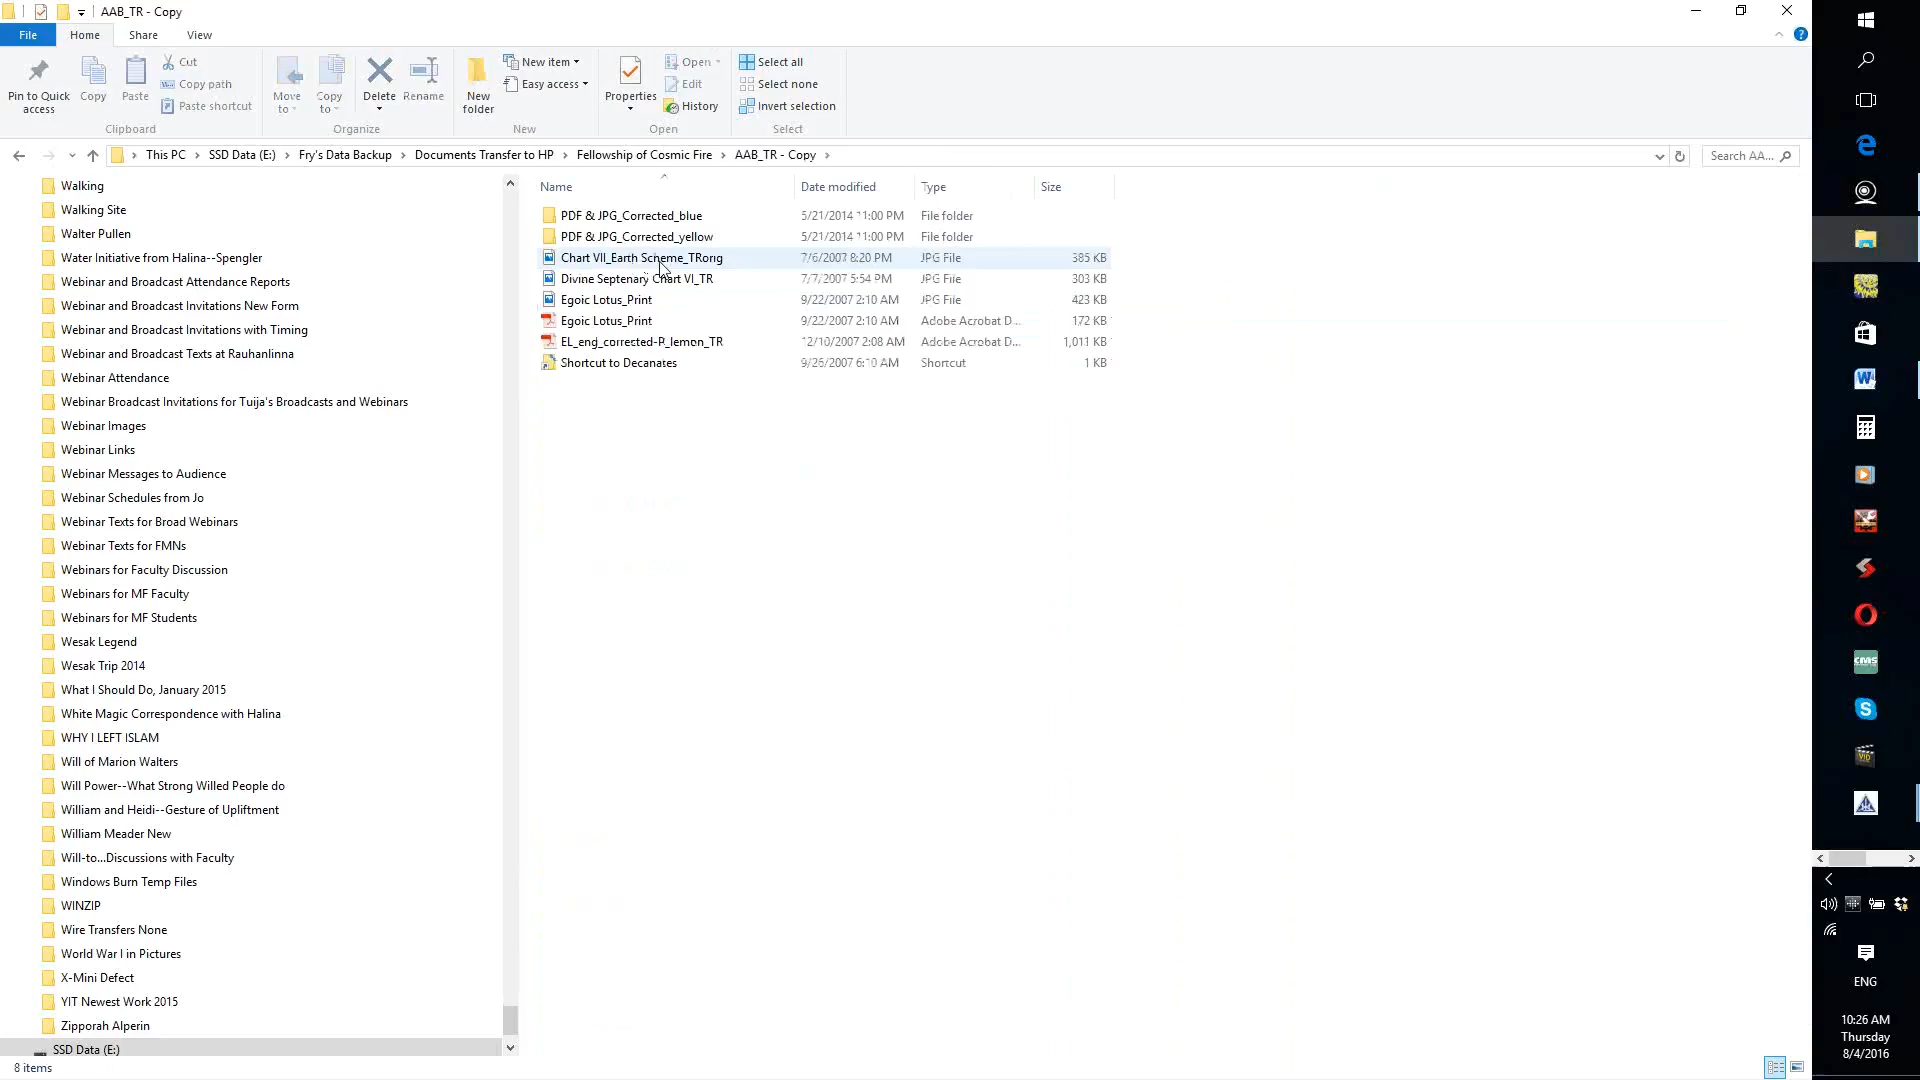 AAB_TR - Copy
File Home Share View
Pin to Quick access
Copy
Paste
Cut
Copy path
Paste shortcut
Clipboard
Move to
Copy to
Delete
Rename
Organize
New folder
New item
Easy access
New
Properties
Open
Edit
History
Open
Select all
Select none
Invert selection
Select
This PC > SSD Data (E:) > Fry's Data Backup > Documents Transfer to HP > Fellowship of Cosmic Fire > AAB_TR - Copy >
Search AA...
Walking
Walking Site
Walter Pullen
Water Initiative from Halina--Spengler
Webinar and Broadcast Attendance Reports
Webinar and Broadcast Invitations New Form
Webinar and Broadcast Invitations with Timing
Webinar and Broadcast Texts at Rauhanlinna
Webinar Attendance
Webinar Broadcast Invitations for Tuija's Broadcasts and Webinars
Webinar Images
Webinar Links
Webinar Messages to Audience
Webinar Schedules from Jo
Webinar Texts for Broad Webinars
Webinar Texts for FMNs
Webinars for Faculty Discussion
Webinars for MF Faculty
Webinars for MF Students
Wesak Legend
Wesak Trip 2014
What I Should Do, January 2015
White Magic Correspondence with Halina
WHY I LEFT ISLAM
Will of Marion Walters
Will Power--What Strong Willed People do
William and Heidi--Gesture of Upliftment
William Meader New
Will-to...Discussions with Faculty
Windows Burn Temp Files
WINZIP
Wire Transfers None
World War I in Pictures
X-Mini Defect
YIT Newest Work 2015
Zipporah Alperin
SSD Data (E:)
Name Date modified Type Size
PDF & JPG_Corrected_blue 5/21/2014 11:00 PM File folder
PDF & JPG_Corrected_yellow 5/21/2014 11:00 PM File folder
Chart VII_Earth Scheme_TRorig 7/6/2007 8:20 PM JPG File 385 KB
Divine Septenary Chart VI_TR 7/7/2007 5:54 PM JPG File 303 KB
Egoic Lotus_Print 9/22/2007 2:10 AM JPG File 423 KB
Egoic Lotus_Print 9/22/2007 2:10 AM Adobe Acrobat D... 172 KB
EL_eng_corrected-P_lemon_TR 12/10/2007 2:08 AM Adobe Acrobat D... 1,011 KB
Shortcut to Decanates 9/26/2007 6:10 AM Shortcut 1 KB
8 items
CMS
VID
ENG
10:26 AM
Thursday
8/4/2016